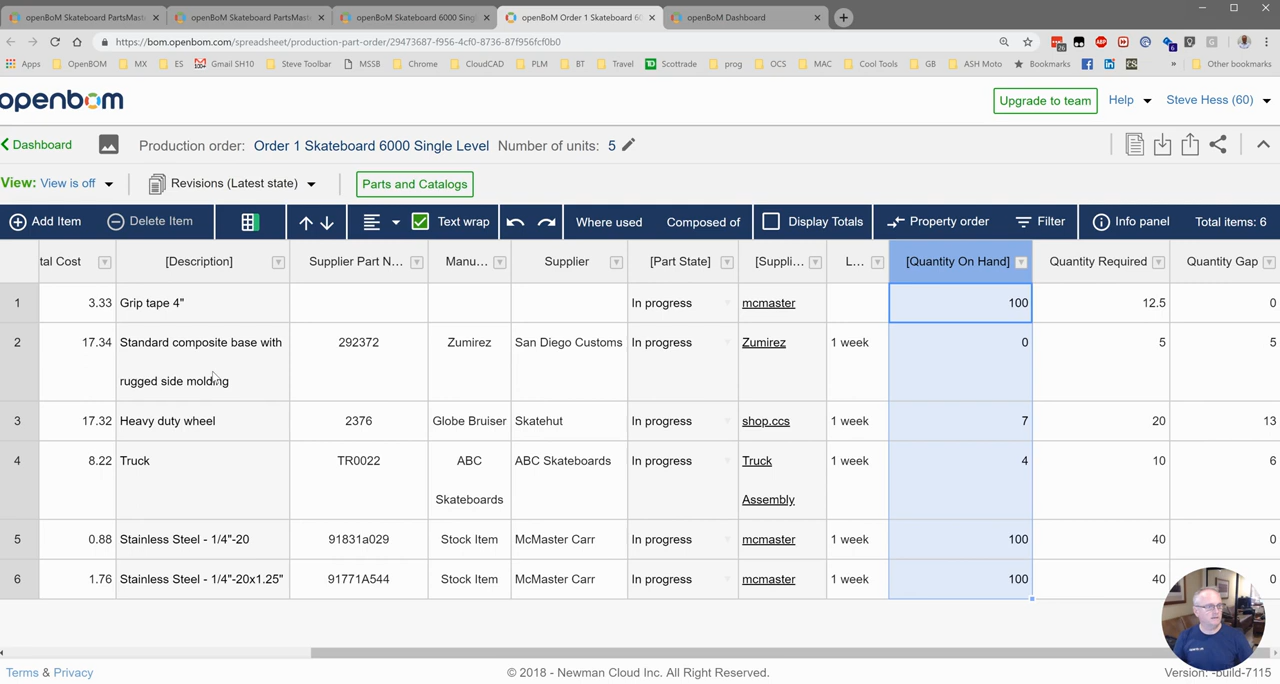 openBoM Skateboard PartsMast
openBoM Skateboard PartsMast
openBoM Skateboard 6000 Singl
openBoM Order 1 Skateboard 60
openBoM Dashboard
https://bom.openbom.com/spreadsheet/production-part-order/29473687-f956-4cf0-8736-87f956fcf0b0
Apps OpenBOM MX ES Gmail SH10 Steve Toolbar MSSB Chrome CloudCAD PLM BT Travel Scottrade prog OCS MAC Cool Tools GB ASH Moto Bookmarks » Other bookmarks
openbom
Upgrade to team Help Steve Hess (60)
Dashboard Production order: Order 1 Skateboard 6000 Single Level Number of units: 5
View: View is off Revisions (Latest state) Parts and Catalogs
Add Item Delete Item Text wrap Where used Composed of Display Totals Property order Filter Info panel Total items: 6
tal Cost [Description] Supplier Part N... Manu... Supplier [Part State] [Suppli... L... [Quantity On Hand] Quantity Required Quantity Gap
1 3.33 Grip tape 4" In progress mcmaster 100 12.5 0
2 17.34 Standard composite base with 292372 Zumirez San Diego Customs In progress Zumirez 1 week 0 5 5
rugged side molding
3 17.32 Heavy duty wheel 2376 Globe Bruiser Skatehut In progress shop.ccs 1 week 7 20 13
4 8.22 Truck TR0022 ABC ABC Skateboards In progress Truck 1 week 4 10 6
Skateboards Assembly
5 0.88 Stainless Steel - 1/4"-20 91831a029 Stock Item McMaster Carr In progress mcmaster 1 week 100 40 0
6 1.76 Stainless Steel - 1/4"-20x1.25" 91771A544 Stock Item McMaster Carr In progress mcmaster 1 week 100 40 0
Terms & Privacy © 2018 - Newman Cloud Inc. All Right Reserved. Version: -build-7115